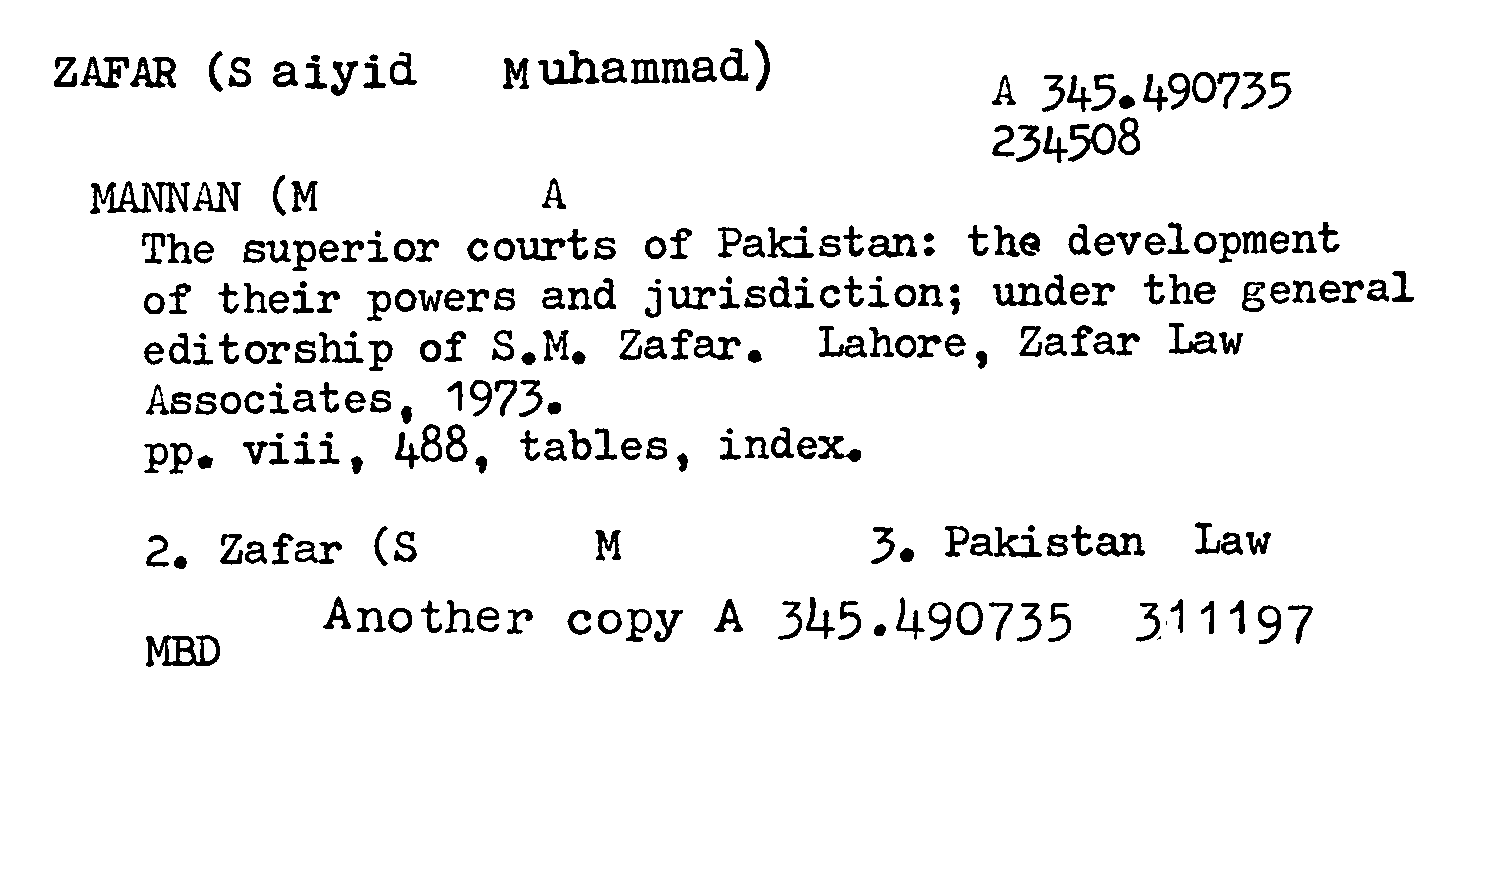 ZAFAR (Saiyid Muhammad)
A 345.490735
234508
MANNAN (M A
The superior courts of Pakistan: the development
of their powers and jurisdiction; under the general
editorship of S.M. Zafar. Lahore, Zafar Law
Associates, 1973.
pp. viii, 488, tables, index.
2. Zafar (S M 3. Pakistan Law
Another copy A 345.490735 311197
MBD